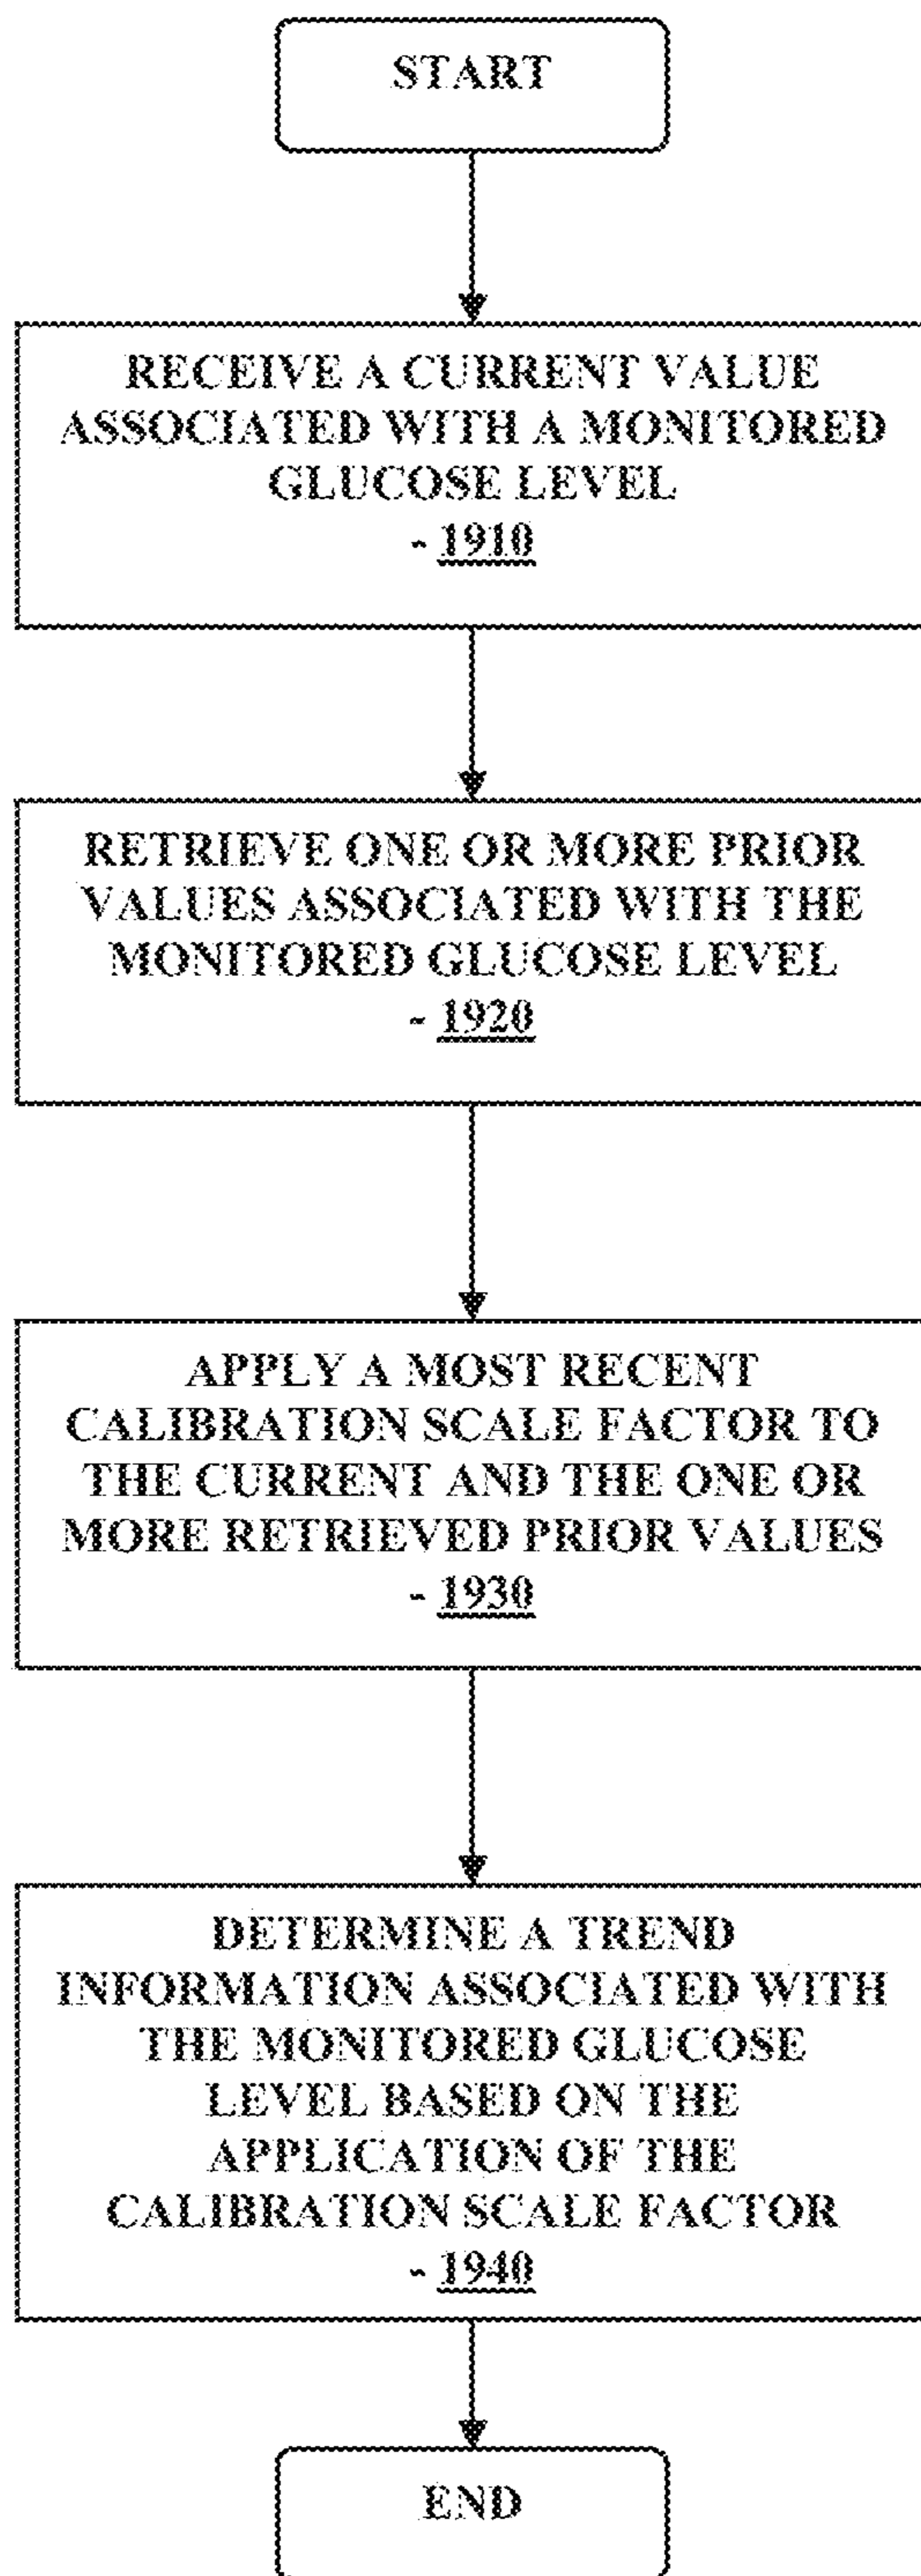 START
RECEIVE A CURRENT VALUE
ASSOCIATED WITH A MONITORED
GLUCOSE LEVEL
- 1910
RETRIEVE ONE OR MORE PRIOR
VALUES ASSOCIATED WITH THE
MONITORED GLUCOSE LEVEL
- 1920
APPLY A MOST RECENT
CALIBRATION SCALE FACTOR TO
THE CURRENT AND THE ONE OR
MORE RETRIEVED PRIOR VALUES
- 1930
DETERMINE A TREND
INFORMATION ASSOCIATED WITH
THE MONITORED GLUCOSE
LEVEL BASED ON THE
APPLICATION OF THE
CALIBRATION SCALE FACTOR
- 1940
END